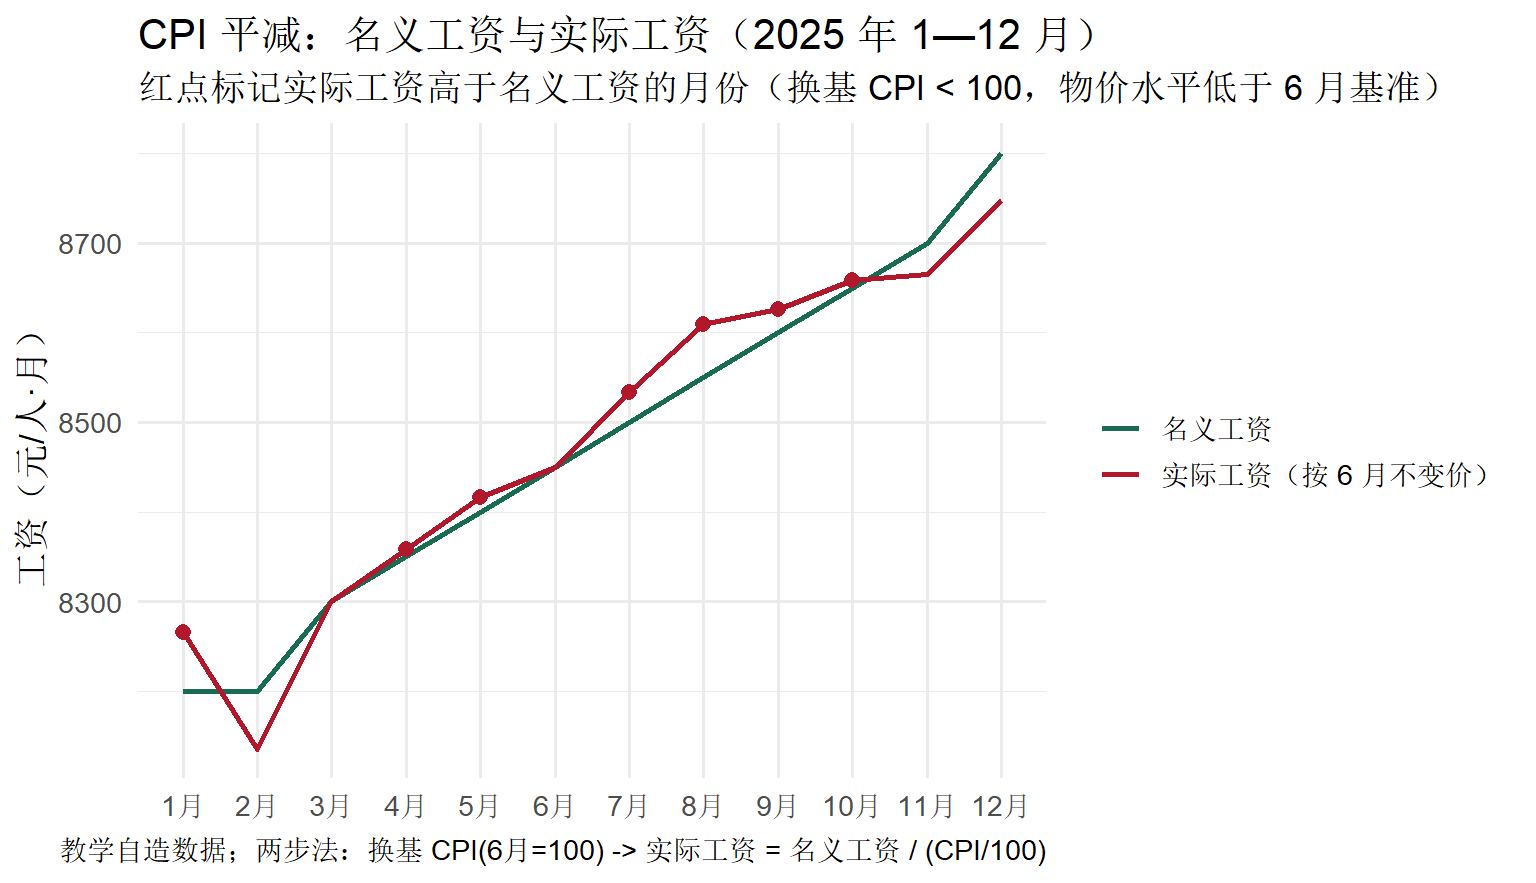 CPI 平减：名义工资与实际工资（2025 年 1—12 月）
红点标记实际工资高于名义工资的月份（换基 CPI < 100，物价水平低于 6 月基准）
工资（元/人·月）
8700
8500
8300
1月 2月 3月 4月 5月 6月 7月 8月 9月 10月 11月 12月
名义工资
实际工资（按 6 月不变价）
教学自造数据；两步法：换基 CPI(6月=100) -> 实际工资 = 名义工资 / (CPI/100)